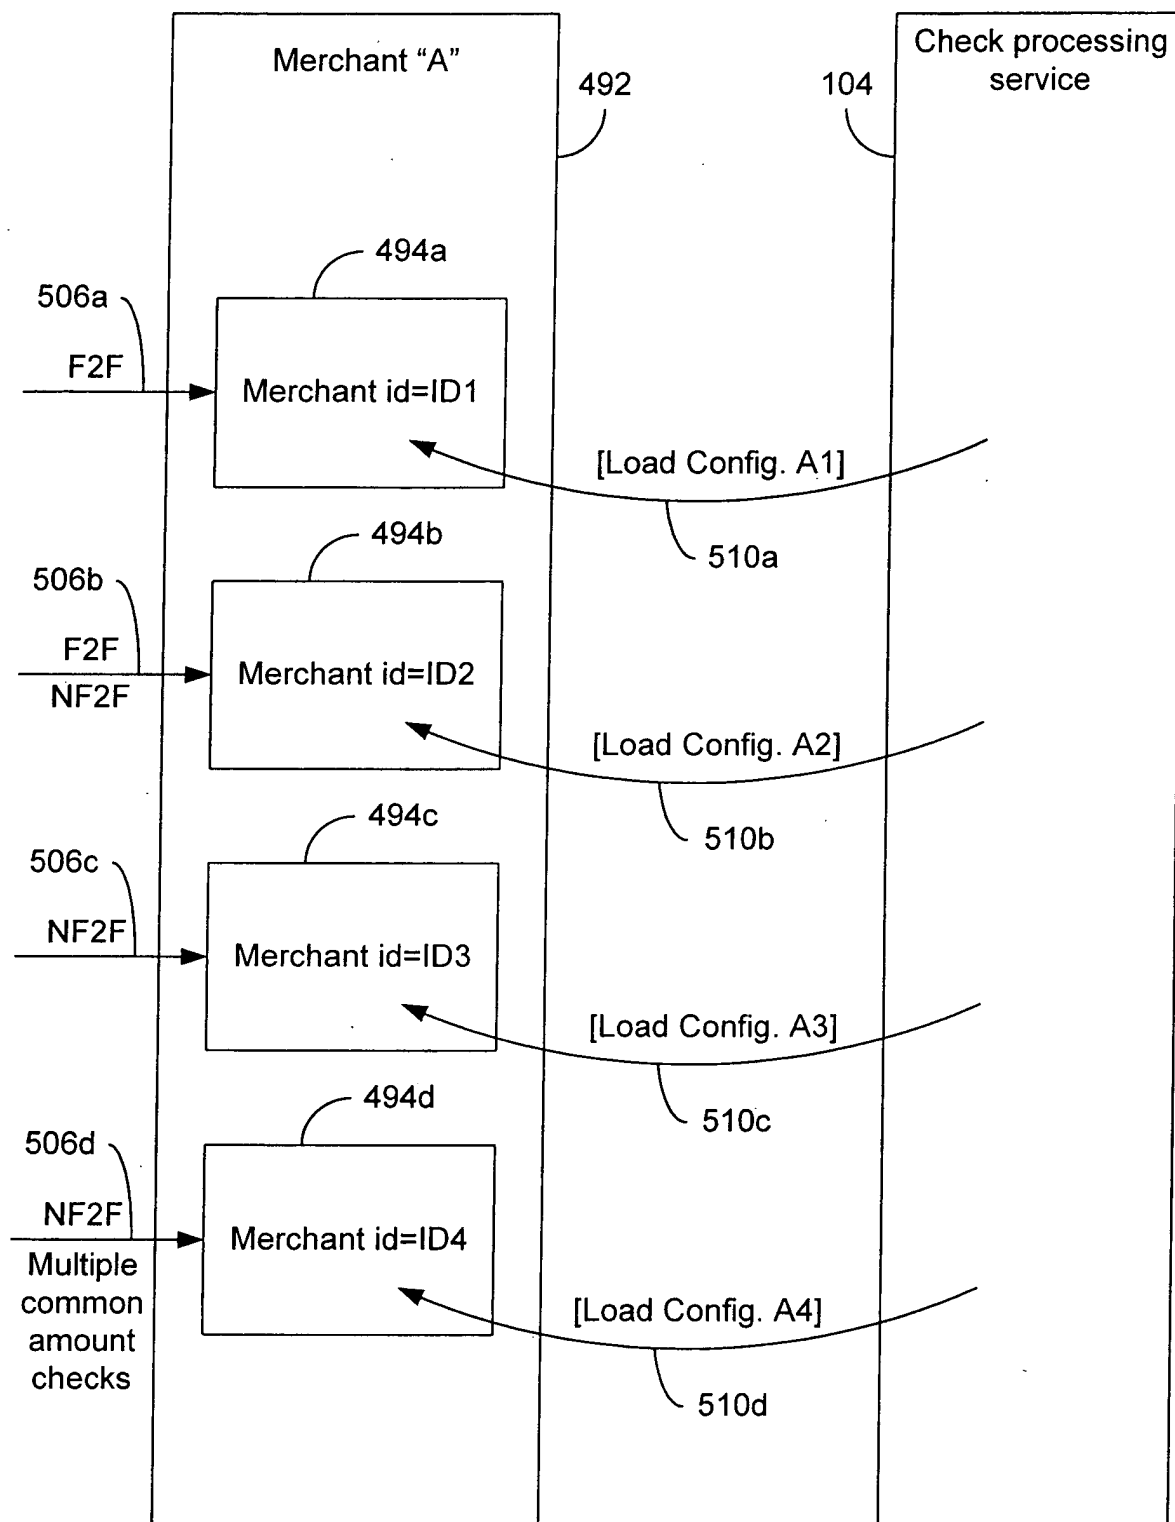 Merchant “A”
Check processing
service
492
104
494a
506a
F2F
Merchant id=ID1
[Load Config. A1]
510a
494b
506b
F2F
NF2F
Merchant id=ID2
[Load Config. A2]
510b
494c
506c
NF2F
Merchant id=ID3
[Load Config. A3]
510c
494d
506d
NF2F
Multiple
common
amount
checks
Merchant id=ID4
[Load Config. A4]
510d